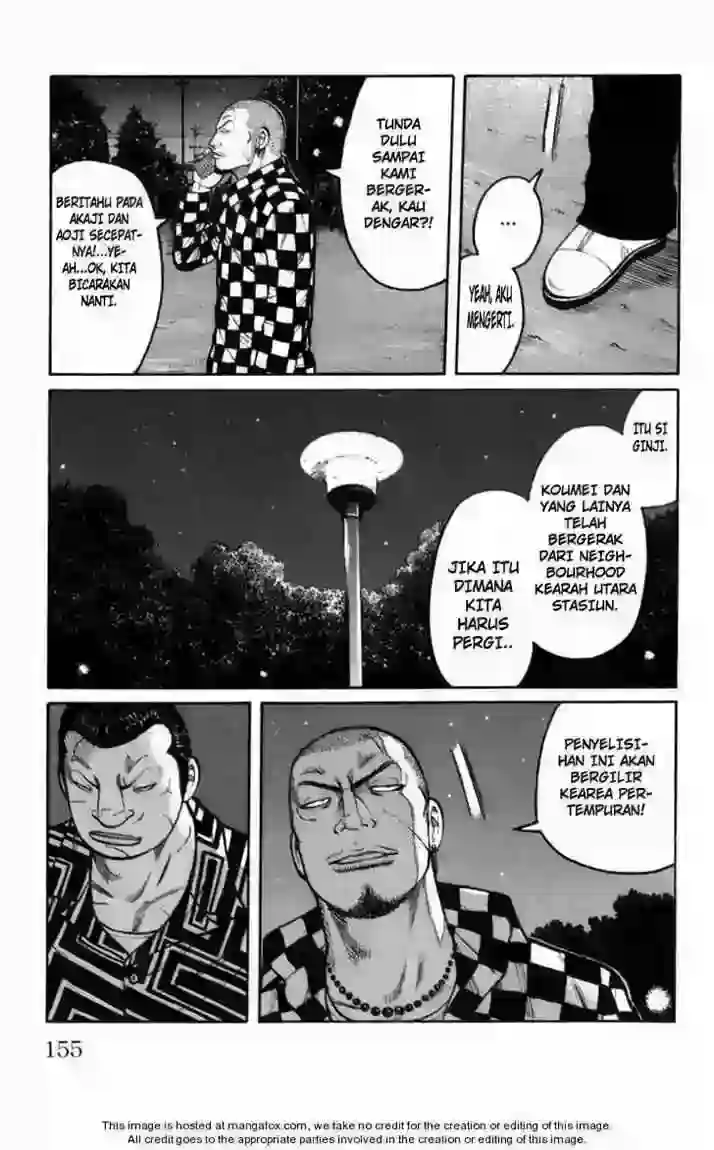 TUNDA
DULU
SAMPAI
KAMI
BERGER-
AK, KAU
DENGAR?!
BERITAHU PADA
AKAJI DAN
AOJI SECEPAT-
NYA!...YE-
AH...OK, KITA
BICARAKAN
NANTI.
...
YEAH, AKU
MENGERTI.
ITU SI
GINJI.
KOUMEI DAN
YANG LAINYA
TELAH
BERGERAK
DARI NEIGH-
BOURHOOD
KEARAH UTARA
STASIUN.
JIKA ITU
DIMANA
KITA
HARUS
PERGI..
PENYELISI-
HAN INI AKAN
BERGILIR
KEAREA PER-
TEMPURAN!
155
This image is hosted at mangafox.com, we take no credit for the creation or editing of this image.
All credit goes to the appropriate parties involved in the creation or editing of this image.